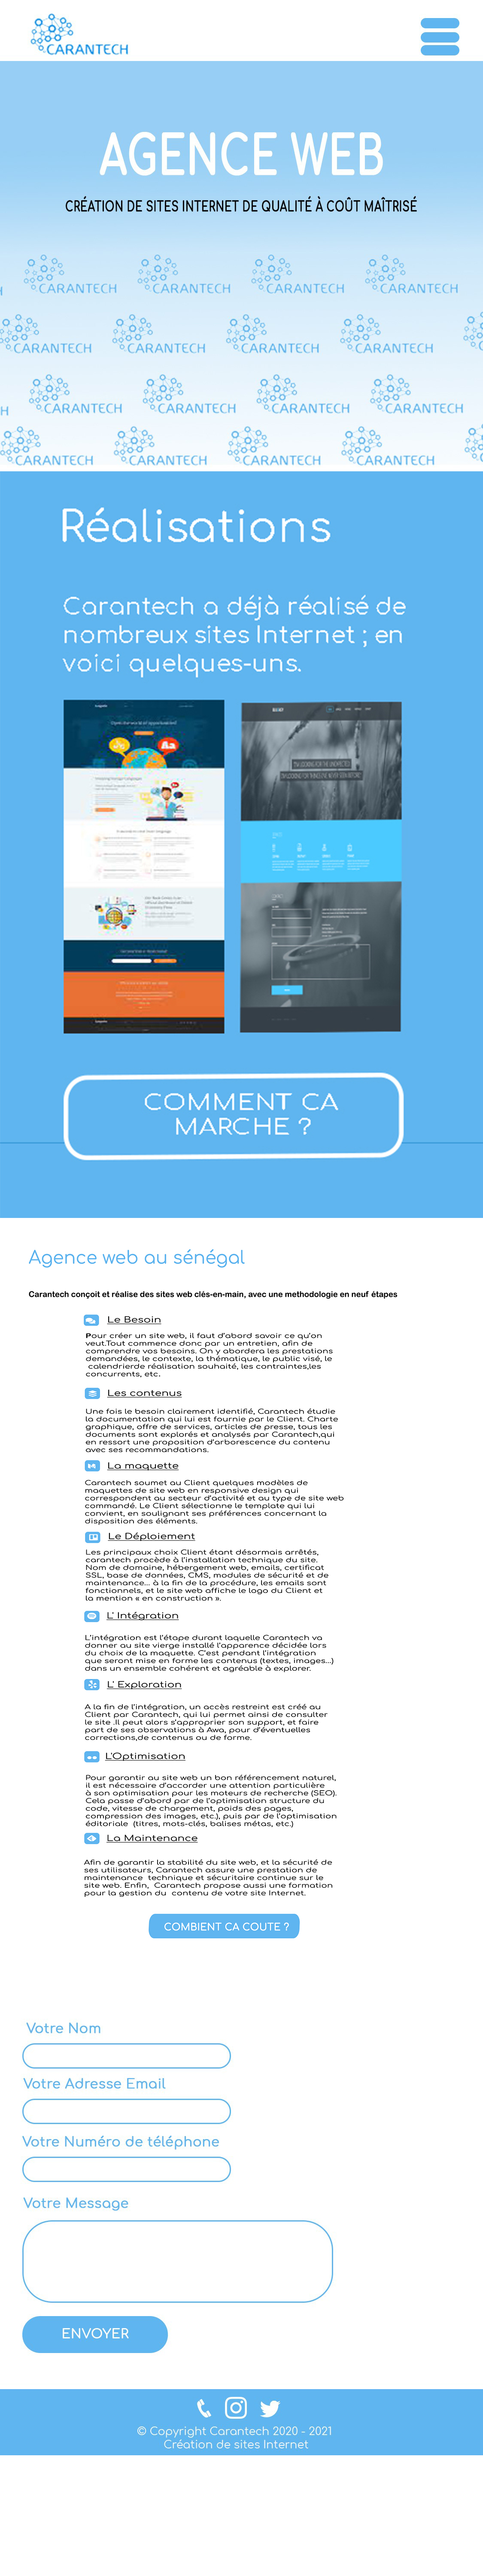 CARANTECH
AGENCE WEB
CRÉATION DE SITES INTERNET DE QUALITÉ À COÛT MAÎTRISÉ
CARANTECH CARANTECH CARANTECH CARANTECH
CARANTECH CARANTECH CARANTECH CARANTECH
H CARANTECH CARANTECH CARANTECH CARANTECH
CARANTECH CARANTECH CARANTECH CARANTECH
Réalisations
Carantech a déjà réalisé de
nombreux sites Internet ; en
voici quelques-uns.
COMMENT CA
MARCHE ?
Agence web au sénégal
Carantech conçoit et réalise des sites web clés-en-main, avec une methodologie en neuf étapes
Le Besoin
Pour créer un site web, il faut d'abord savoir ce qu'on
veut.Tout commence donc par un entretien, afin de
comprendre vos besoins. On y abordera les prestations
demandées, le contexte, la thématique, le public visé, le
calendrierde réalisation souhaité, les contraintes,les
concurrents, etc.
Les contenus
Une fois le besoin clairement identifié, Carantech étudie
la documentation qui lui est fournie par le Client. Charte
graphique, offre de services, articles de presse, tous les
documents sont explorés et analysés par Carantech,qui
en ressort une proposition d'arborescence du contenu
avec ses recommandations.
La maquette
Carantech soumet au Client quelques modèles de
maquettes de site web en responsive design qui
correspondent au secteur d'activité et au type de site web
commandé. Le Client sélectionne le template qui lui
convient, en soulignant ses préférences concernant la
disposition des éléments.
Le Déploiement
Les principaux choix Client étant désormais arrêtés,
carantech procède à l'installation technique du site.
Nom de domaine, hébergement web, emails, certificat
SSL, base de données, CMS, modules de sécurité et de
maintenance... à la fin de la procédure, les emails sont
fonctionnels, et le site web affiche le logo du Client et
la mention « en construction ».
L' Intégration
L'intégration est l'étape durant laquelle Carantech va
donner au site vierge installé l'apparence décidée lors
du choix de la maquette. C'est pendant l'intégration
que seront mise en forme les contenus (textes, images...)
dans un ensemble cohérent et agréable à explorer.
L' Exploration
A la fin de l'intégration, un accès restreint est créé au
Client par Carantech, qui lui permet ainsi de consulter
le site .Il peut alors s'approprier son support, et faire
part de ses observations à Awa, pour d'éventuelles
corrections,de contenus ou de forme.
L'Optimisation
Pour garantir au site web un bon référencement naturel,
il est nécessaire d'accorder une attention particulière
à son optimisation pour les moteurs de recherche (SEO).
Cela passe d'abord par de l'optimisation structure du
code, vitesse de chargement, poids des pages,
compression des images, etc.), puis par de l'optimisation
éditoriale (titres, mots-clés, balises métas, etc.)
La Maintenance
Afin de garantir la stabilité du site web, et la sécurité de
ses utilisateurs, Carantech assure une prestation de
maintenance technique et sécuritaire continue sur le
site web. Enfin, Carantech propose aussi une formation
pour la gestion du contenu de votre site Internet.
COMBIENT CA COUTE ?
Votre Nom
Votre Adresse Email
Votre Numéro de téléphone
Votre Message
ENVOYER
© Copyright Carantech 2020 - 2021
Création de sites Internet